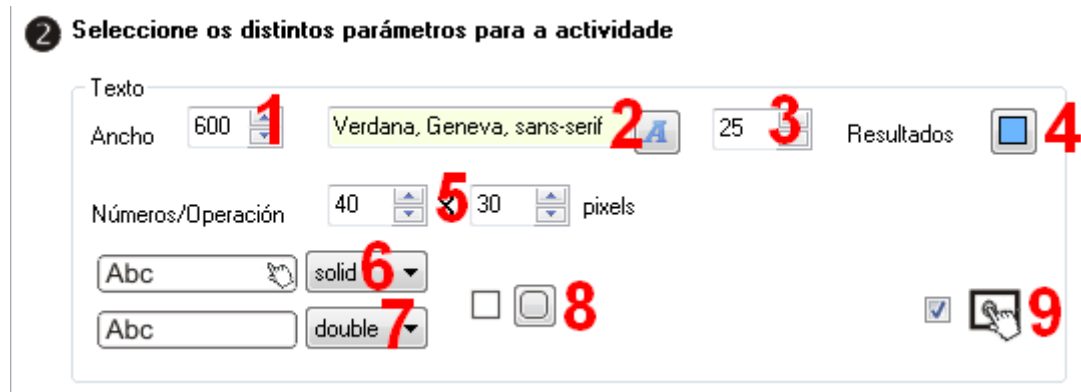 2 Seleccione os distintos parámetros para a actividade
Texto
Ancho 600 1 Verdana, Geneva, sans-serif 2 A 25 3 Resultados 4
Números/Operación 40 5 x 30 pixels
Abc solid 6 8 9
Abc double 7